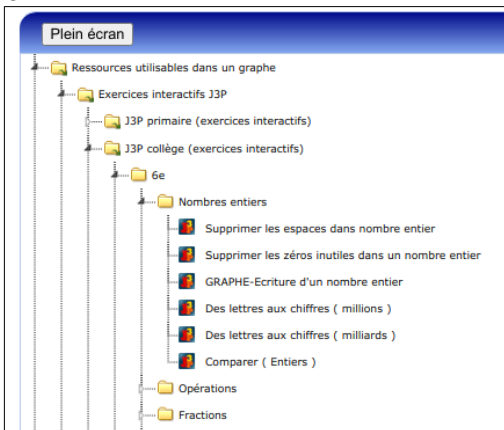 Plein écran
Ressources utilisables dans un graphe
Exercices interactifs J3P
J3P primaire (exercices interactifs)
J3P collège (exercices interactifs)
6e
Nombres entiers
Supprimer les espaces dans nombre entier
Supprimer les zéros inutiles dans un nombre entier
GRAPHE-Ecriture d'un nombre entier
Des lettres aux chiffres ( millions )
Des lettres aux chiffres ( milliards )
Comparer ( Entiers )
Opérations
Fractions